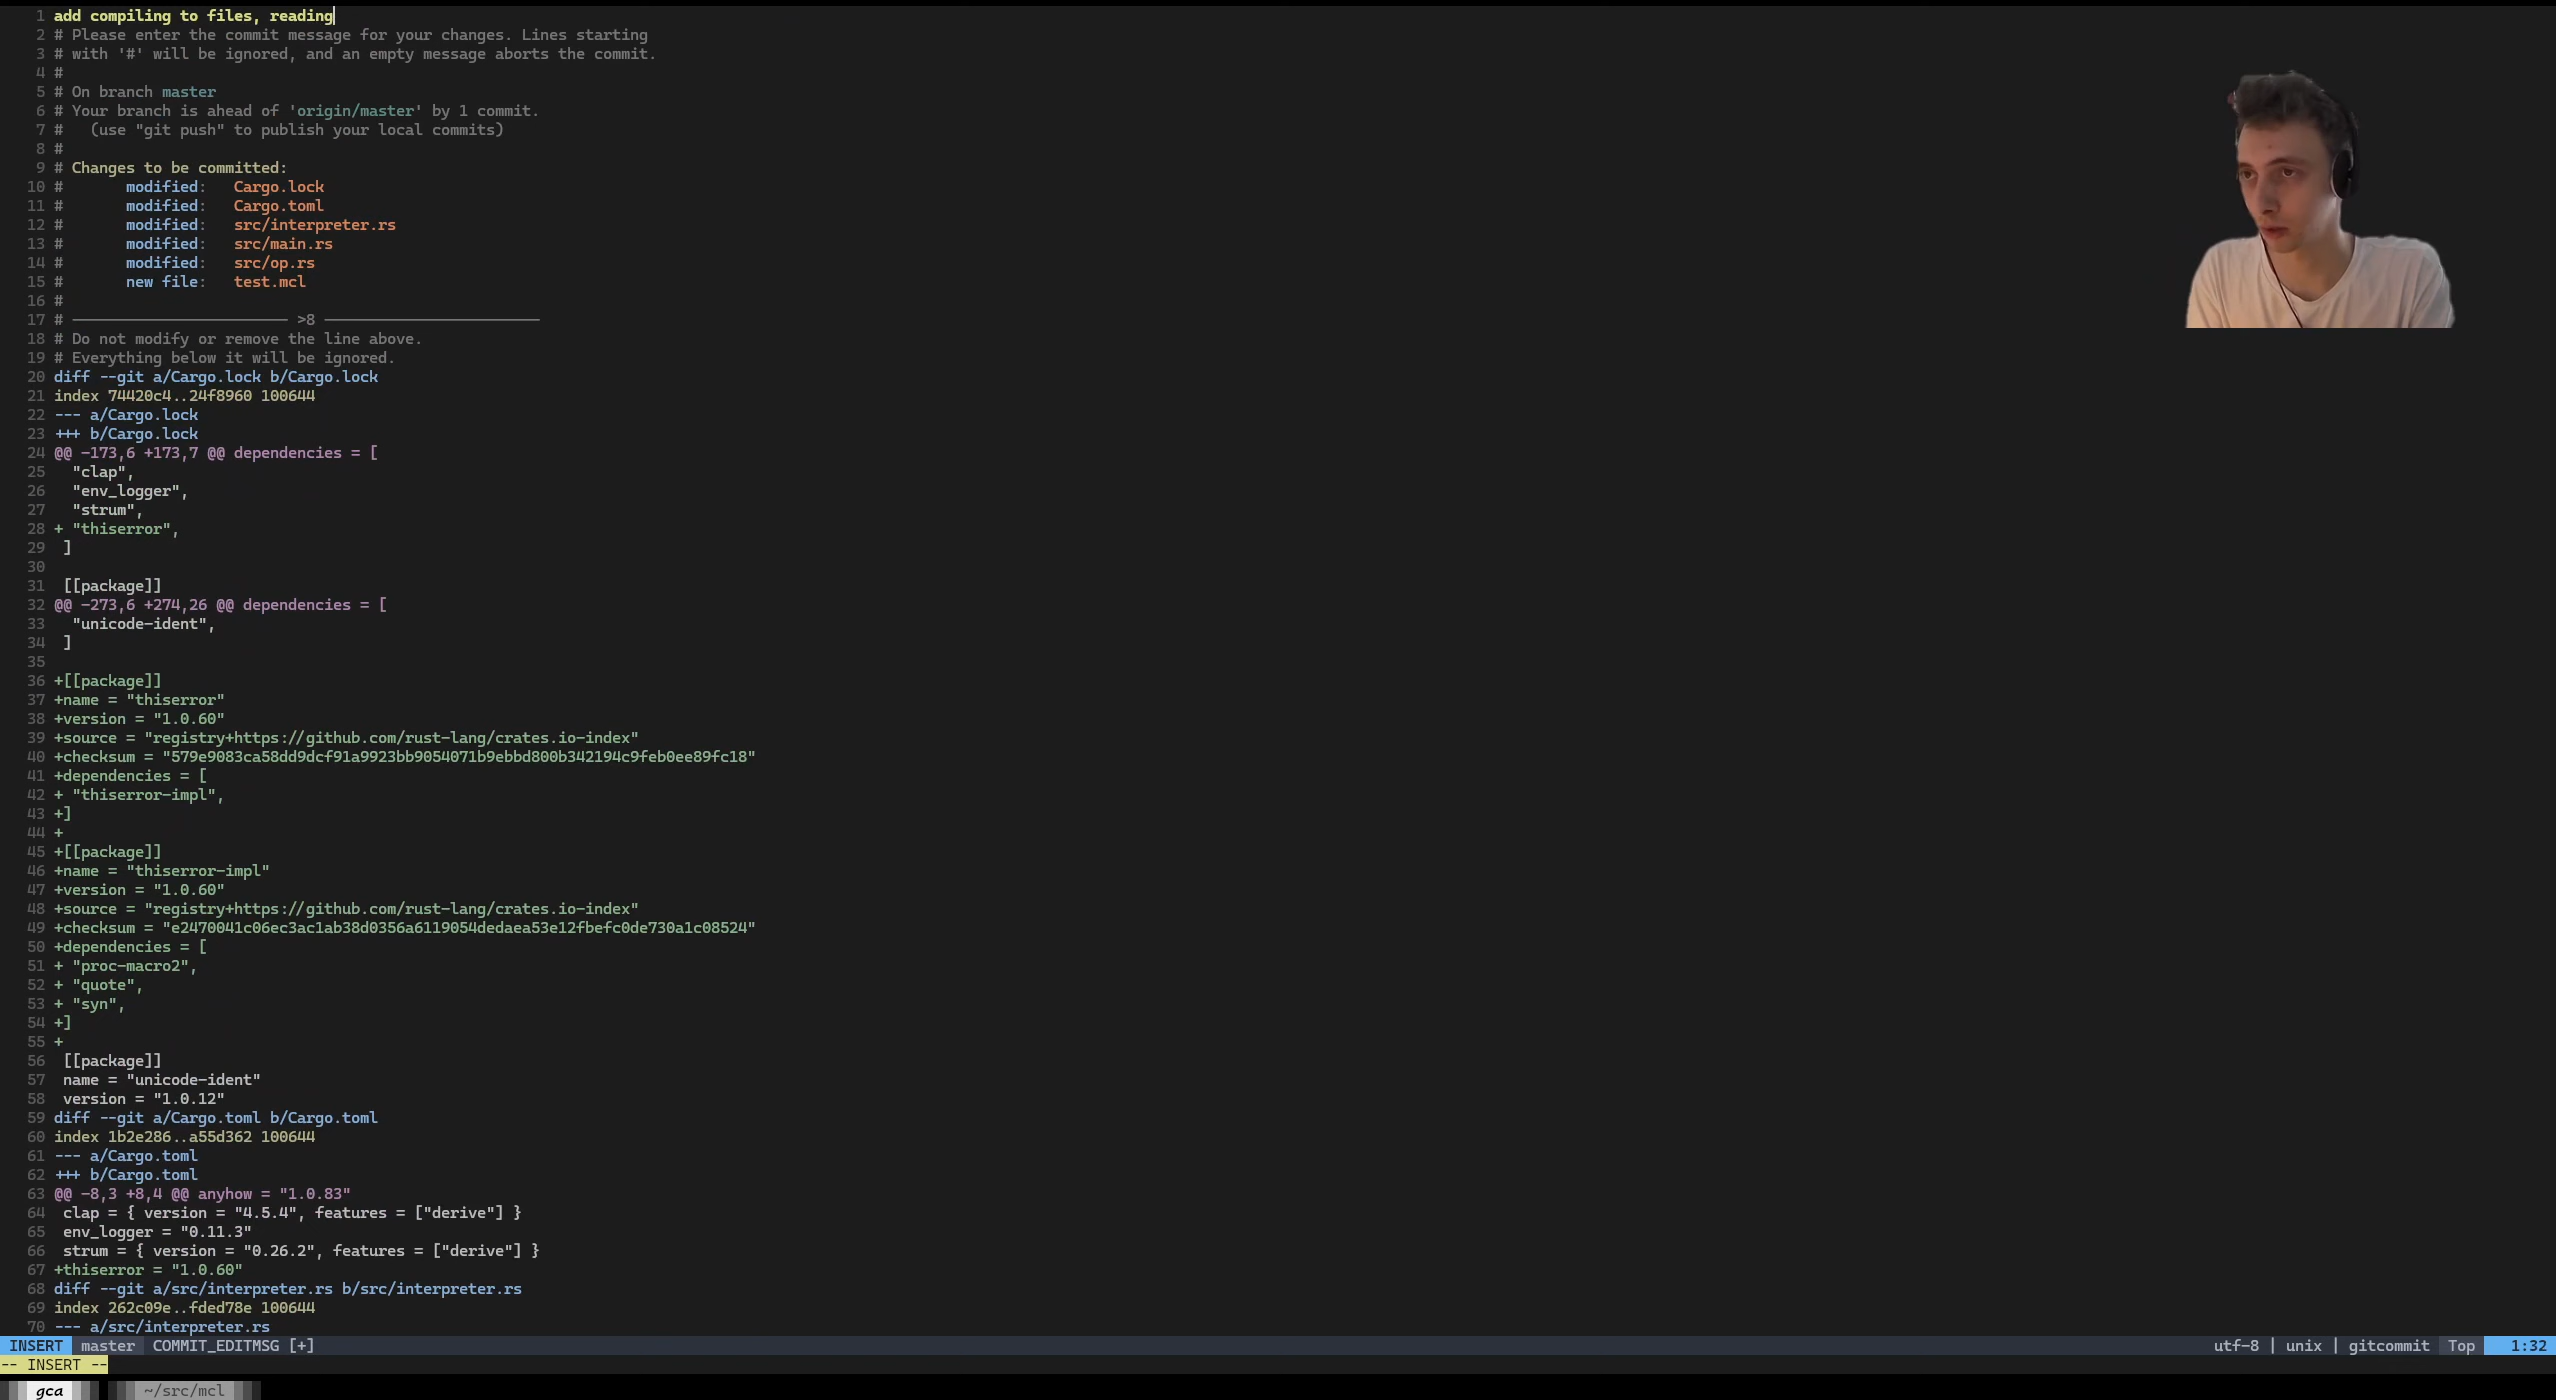 1 add compiling to files, reading
2 # Please enter the commit message for your changes. Lines starting
3 # with '#' will be ignored, and an empty message aborts the commit.
4 #
5 # On branch master
6 # Your branch is ahead of 'origin/master' by 1 commit.
7 #   (use "git push" to publish your local commits)
8 #
9 # Changes to be committed:
10 #       modified:   Cargo.lock
11 #       modified:   Cargo.toml
12 #       modified:   src/interpreter.rs
13 #       modified:   src/main.rs
14 #       modified:   src/op.rs
15 #       new file:   test.mcl
16 #
17 # ------------------------ >8 ------------------------
18 # Do not modify or remove the line above.
19 # Everything below it will be ignored.
20 diff --git a/Cargo.lock b/Cargo.lock
21 index 74420c4..24f8960 100644
22 --- a/Cargo.lock
23 +++ b/Cargo.lock
24 @@ -173,6 +173,7 @@ dependencies = [
25   "clap",
26   "env_logger",
27   "strum",
28 + "thiserror",
29  ]
30
31  [[package]]
32 @@ -273,6 +274,26 @@ dependencies = [
33   "unicode-ident",
34  ]
35
36 +[[package]]
37 +name = "thiserror"
38 +version = "1.0.60"
39 +source = "registry+https://github.com/rust-lang/crates.io-index"
40 +checksum = "579e9083ca58dd9dcf91a9923bb9054071b9ebbd800b342194c9feb0ee89fc18"
41 +dependencies = [
42 + "thiserror-impl",
43 +]
44 +
45 +[[package]]
46 +name = "thiserror-impl"
47 +version = "1.0.60"
48 +source = "registry+https://github.com/rust-lang/crates.io-index"
49 +checksum = "e2470041c06ec3ac1ab38d0356a6119054dedaea53e12fbefc0de730a1c08524"
50 +dependencies = [
51 + "proc-macro2",
52 + "quote",
53 + "syn",
54 +]
55 +
56  [[package]]
57  name = "unicode-ident"
58  version = "1.0.12"
59 diff --git a/Cargo.toml b/Cargo.toml
60 index 1b2e286..a55d362 100644
61 --- a/Cargo.toml
62 +++ b/Cargo.toml
63 @@ -8,3 +8,4 @@ anyhow = "1.0.83"
64  clap = { version = "4.5.4", features = ["derive"] }
65  env_logger = "0.11.3"
66  strum = { version = "0.26.2", features = ["derive"] }
67 +thiserror = "1.0.60"
68 diff --git a/src/interpreter.rs b/src/interpreter.rs
69 index 262c09e..fded78e 100644
70 --- a/src/interpreter.rs
INSERT master COMMIT_EDITMSG [+] utf-8 | unix | gitcommit Top 1:32
-- INSERT --
gca ~/src/mcl